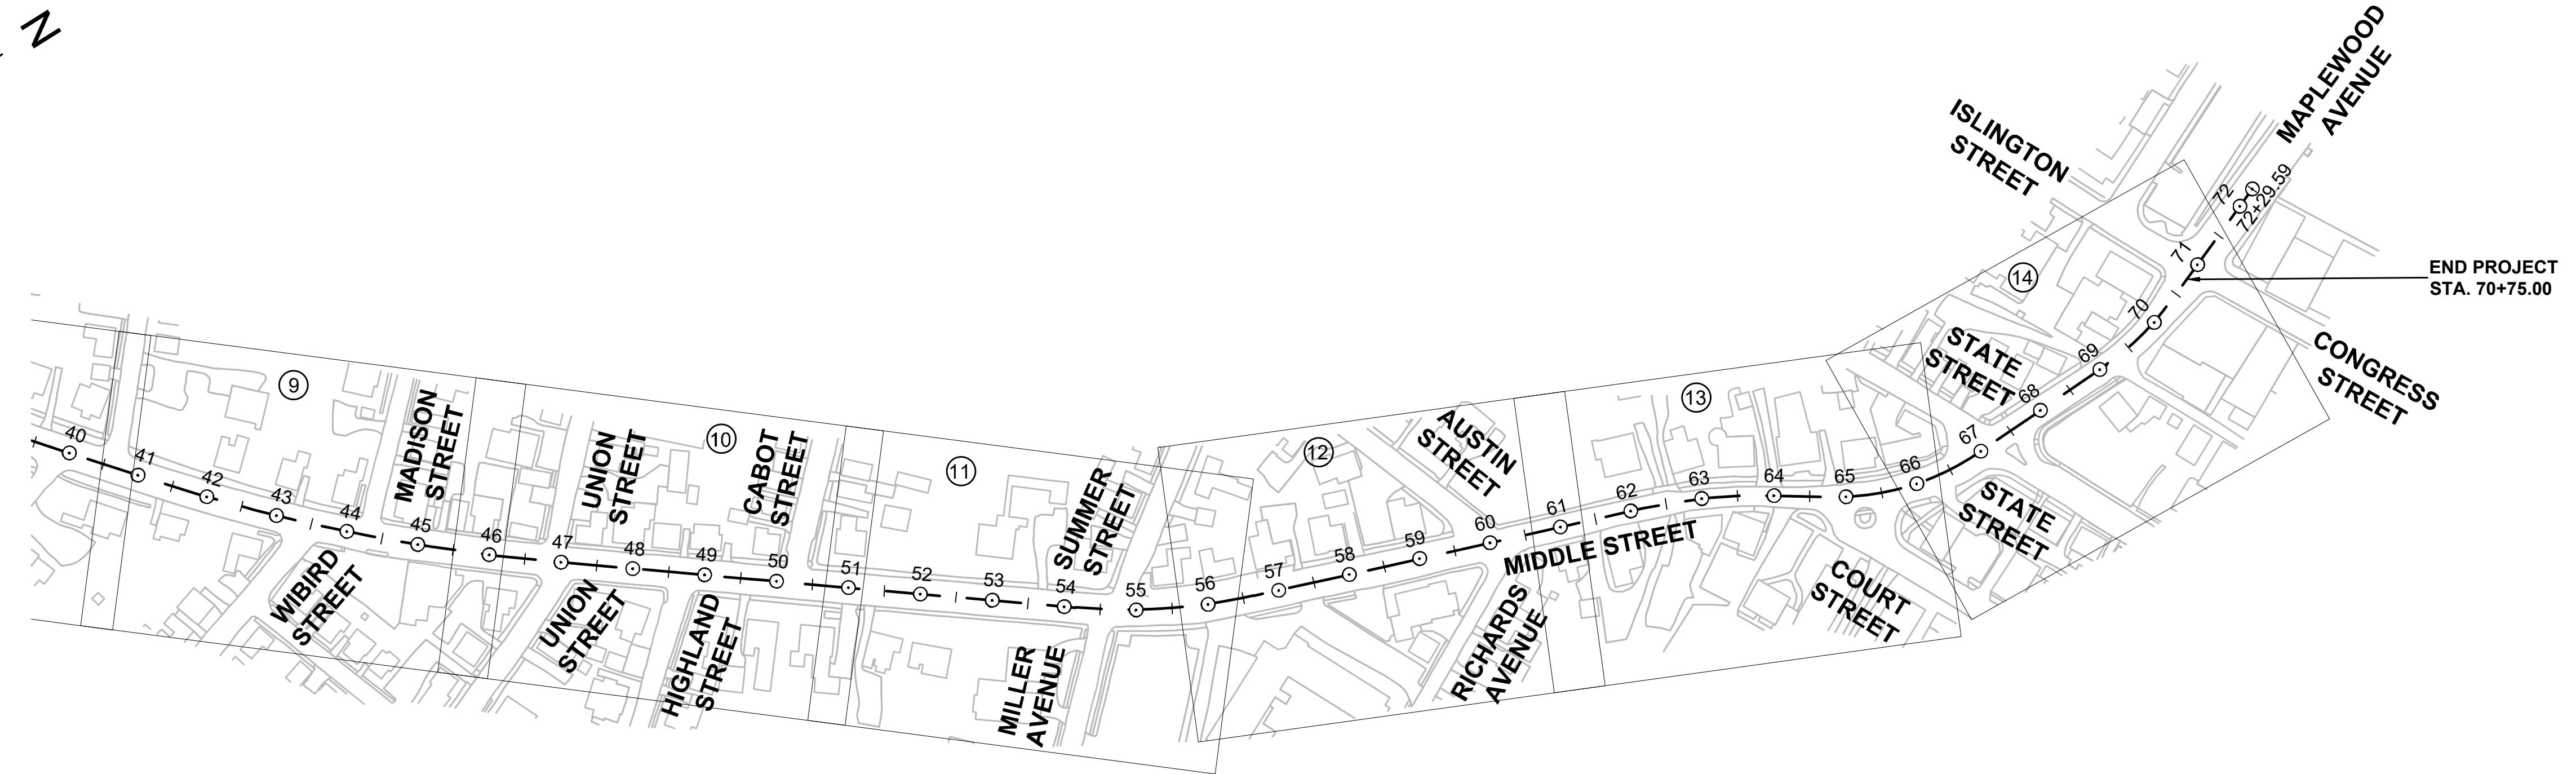 N
MAPLEWOOD
AVENUE
ISLINGTON
STREET
72
72+29.59
71
END PROJECT
STA. 70+75.00
14
70
STATE
STREET
69
CONGRESS
STREET
68
67
STATE
STREET
9
MADISON
STREET
40
41
42
43
44
45
WIBIRD
STREET
10
UNION
STREET
CABOT
STREET
46
47
48
49
50
UNION
STREET
HIGHLAND
STREET
11
SUMMER
STREET
51
52
53
54
55
MILLER
AVENUE
12
AUSTIN
STREET
56
57
58
59
60
RICHARDS
AVENUE
13
61
62
63
64
65
66
MIDDLE STREET
COURT
STREET